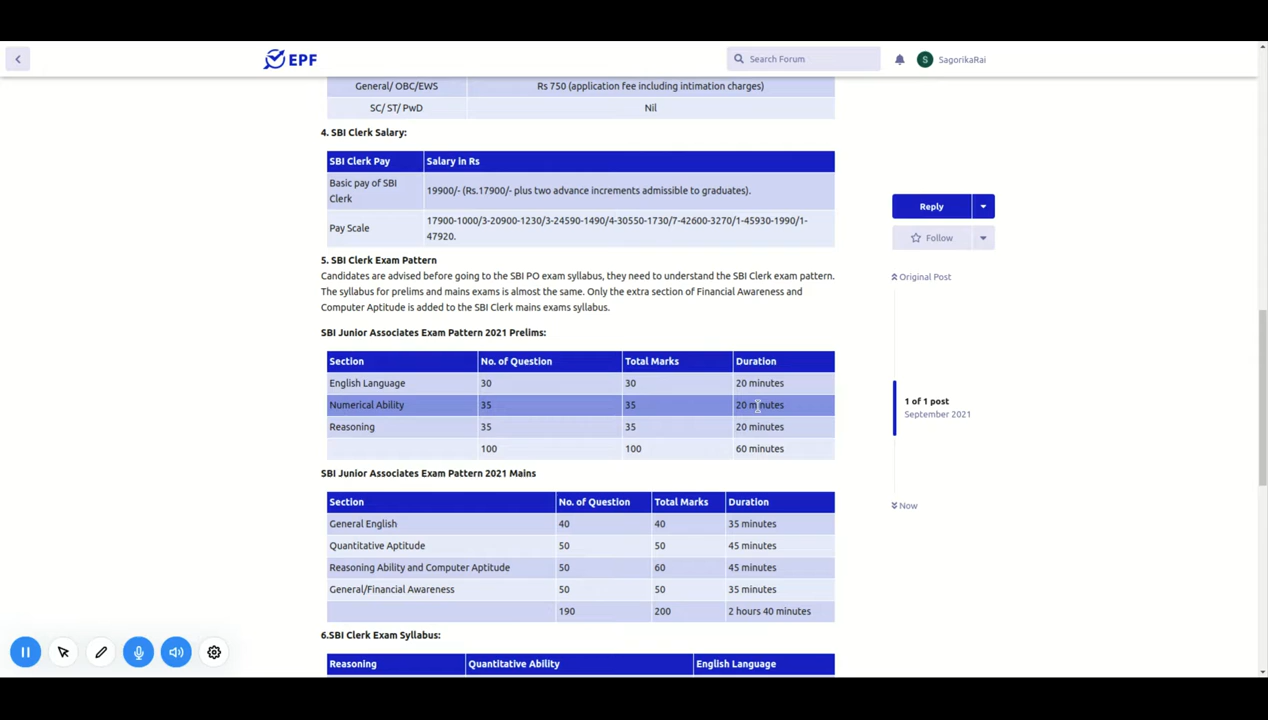 EPF
Search Forum
S
SagorikaRai
General/ OBC/EWS Rs 750 (application fee including intimation charges)
SC/ ST/ PwD Nil
4. SBI Clerk Salary:
SBI Clerk Pay Salary in Rs
Basic pay of SBI
Clerk
19900/- (Rs.17900/- plus two advance increments admissible to graduates).
Pay Scale
17900-1000/3-20900-1230/3-24590-1490/4-30550-1730/7-42600-3270/1-45930-1990/1-
47920.
Reply
Follow
5. SBI Clerk Exam Pattern
Candidates are advised before going to the SBI PO exam syllabus, they need to understand the SBI Clerk exam pattern.
The syllabus for prelims and mains exams is almost the same. Only the extra section of Financial Awareness and
Computer Aptitude is added to the SBI Clerk mains exams syllabus.
Original Post
SBI Junior Associates Exam Pattern 2021 Prelims:
Section No. of Question Total Marks Duration
English Language 30 30 20 minutes
Numerical Ability 35 35 20 minutes
Reasoning 35 35 20 minutes
100 100 60 minutes
1 of 1 post
September 2021
SBI Junior Associates Exam Pattern 2021 Mains
Section No. of Question Total Marks Duration
General English 40 40 35 minutes
Quantitative Aptitude 50 50 45 minutes
Reasoning Ability and Computer Aptitude 50 60 45 minutes
General/Financial Awareness 50 50 35 minutes
190 200 2 hours 40 minutes
Now
6.SBI Clerk Exam Syllabus:
Reasoning Quantitative Ability English Language